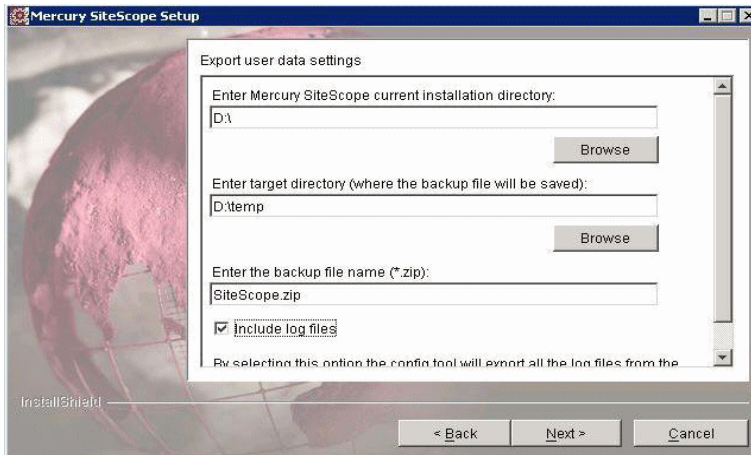 Mercury SiteScope Setup
Export user data settings
Enter Mercury SiteScope current installation directory:
D:\
Browse
Enter target directory (where the backup file will be saved):
D:\temp
Browse
Enter the backup file name (*.zip):
SiteScope.zip
Include log files
By selecting this option the config tool will export all the log files from the
InstallShield
< Back
Next >
Cancel